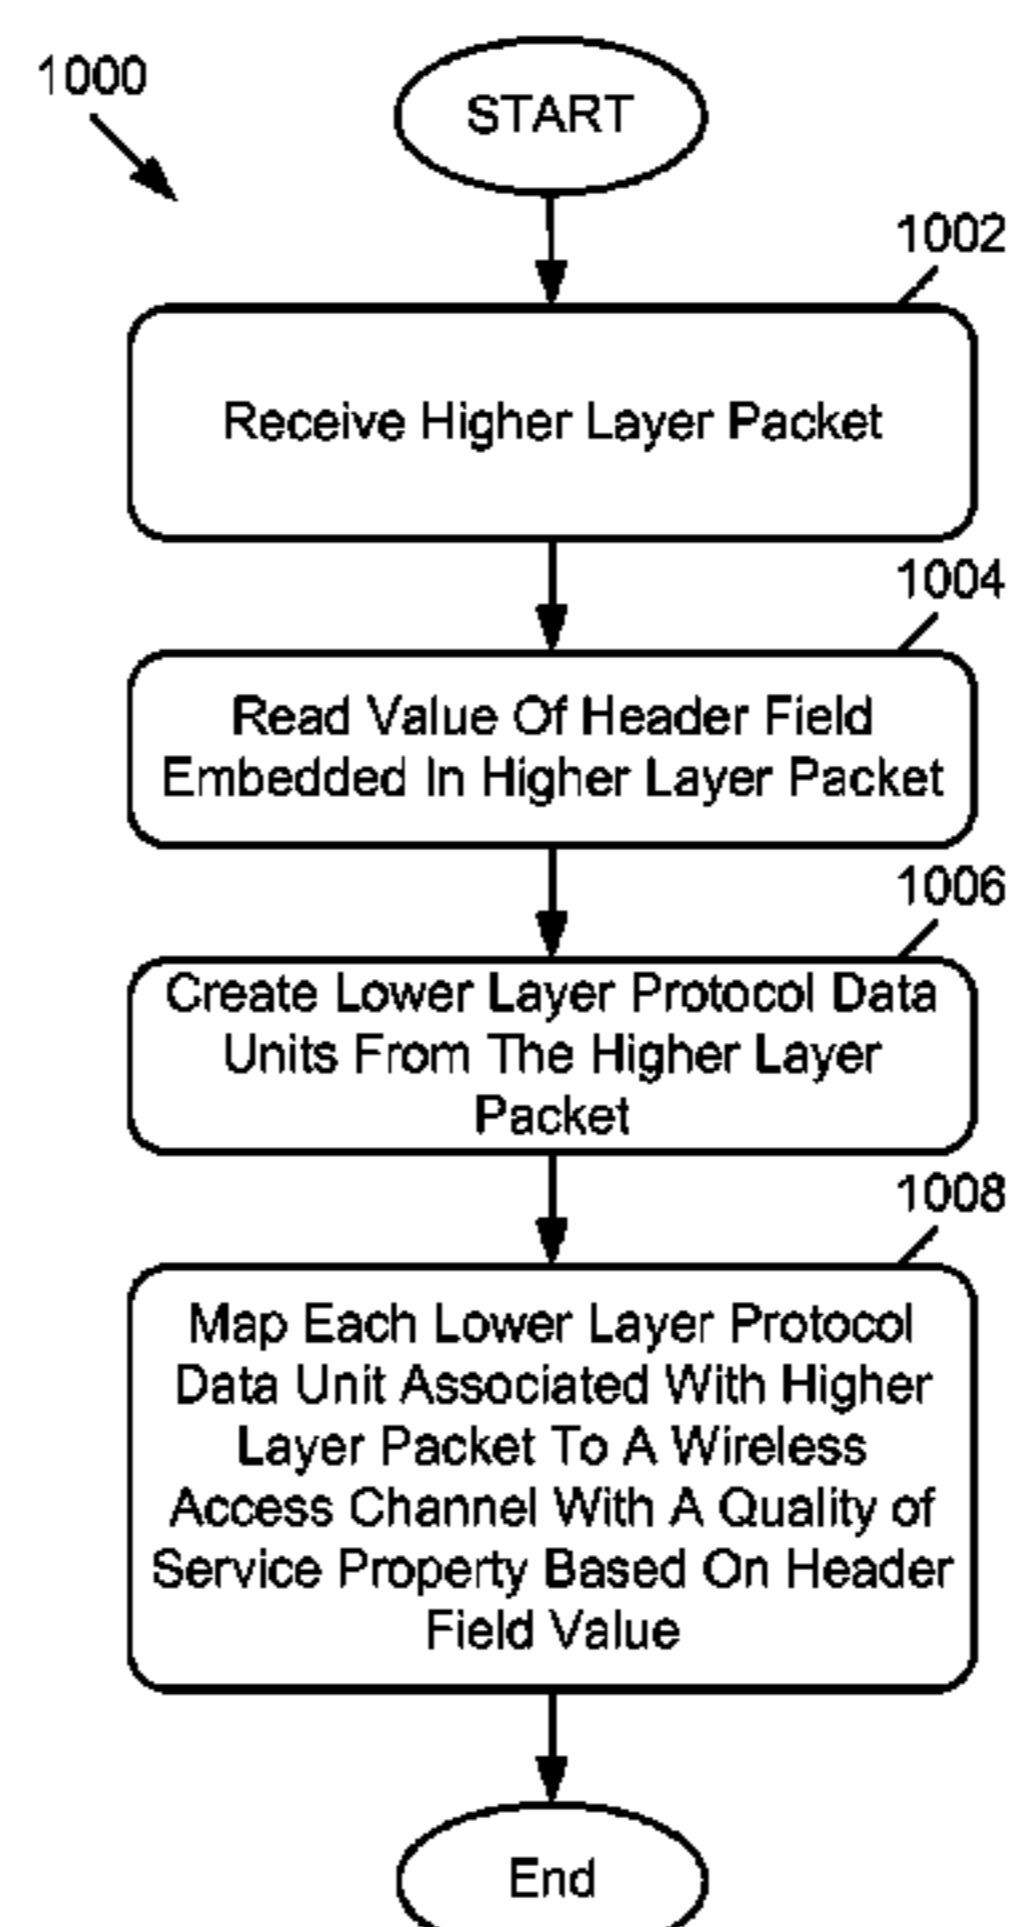 1000
START
1002
Receive Higher Layer Packet
1004
Read Value Of Header Field
Embedded In Higher Layer Packet
1006
Create Lower Layer Protocol Data
Units From The Higher Layer
Packet
1008
Map Each Lower Layer Protocol
Data Unit Associated With Higher
Layer Packet To A Wireless
Access Channel With A Quality of
Service Property Based On Header
Field Value
End